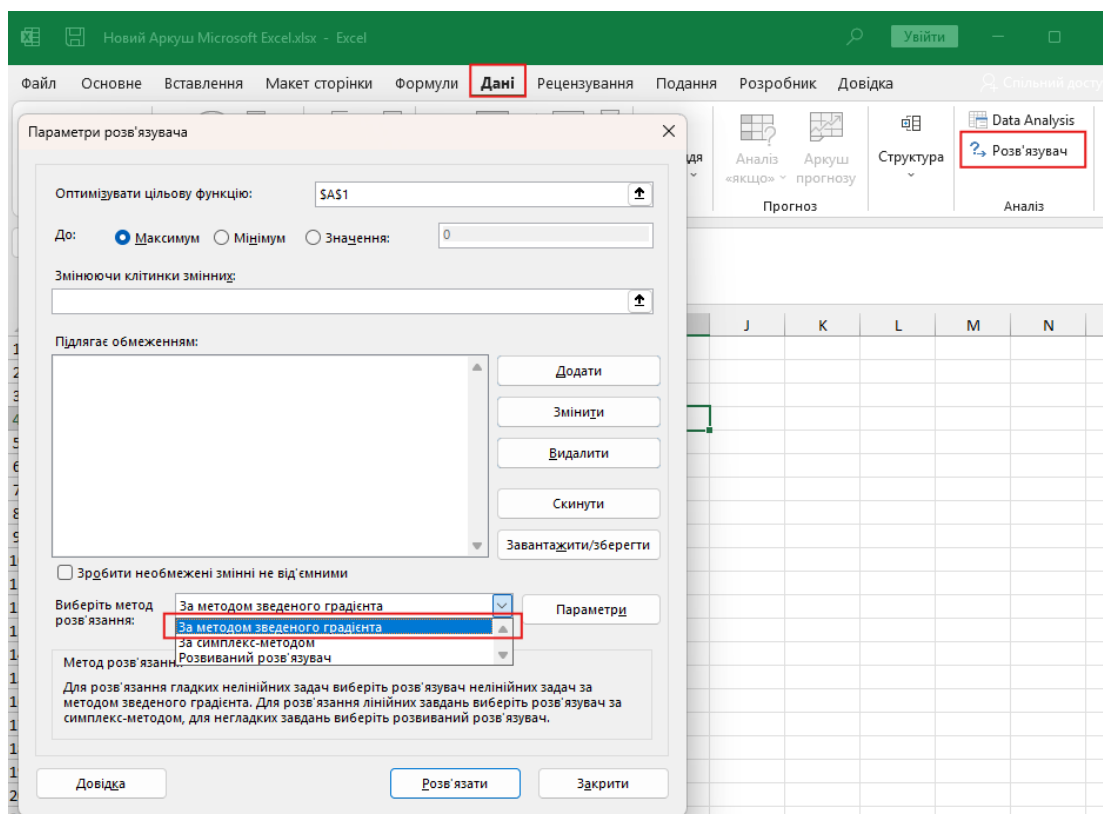 Новий Аркуш Microsoft Excel.xlsx - Excel
Увійти
Файл Основне Вставлення Макет сторінки Формули Дані Рецензування Подання Розробник Довідка Спільний досту
Параметри розв'язувача
Оптимізувати цільову функцію: $A$1
До: Максимум Мінімум Значення: 0
Змінюючи клітинки змінних:
Підлягає обмеженням:
Додати
Змінити
Видалити
Скинути
Завантажити/зберегти
Зробити необмежені змінні не від'ємними
Виберіть метод
розв'язання:
За методом зведеного градієнта
Параметри
За методом зведеного градієнта
За симплекс-методом
Розвиваний розв'язувач
Метод розв'язанн
Для розв'язання гладких нелінійних задач виберіть розв'язувач нелінійних задач за
методом зведеного градієнта. Для розв'язання лінійних завдань виберіть розв'язувач за
симплекс-методом, для негладких завдань виберіть розвиваний розв'язувач.
Довідка
Розв'язати
Закрити
Аналіз
«якщо»
Аркуш
прогнозу
Прогноз
Структура
Data Analysis
Розв'язувач
Аналіз
J K L M N